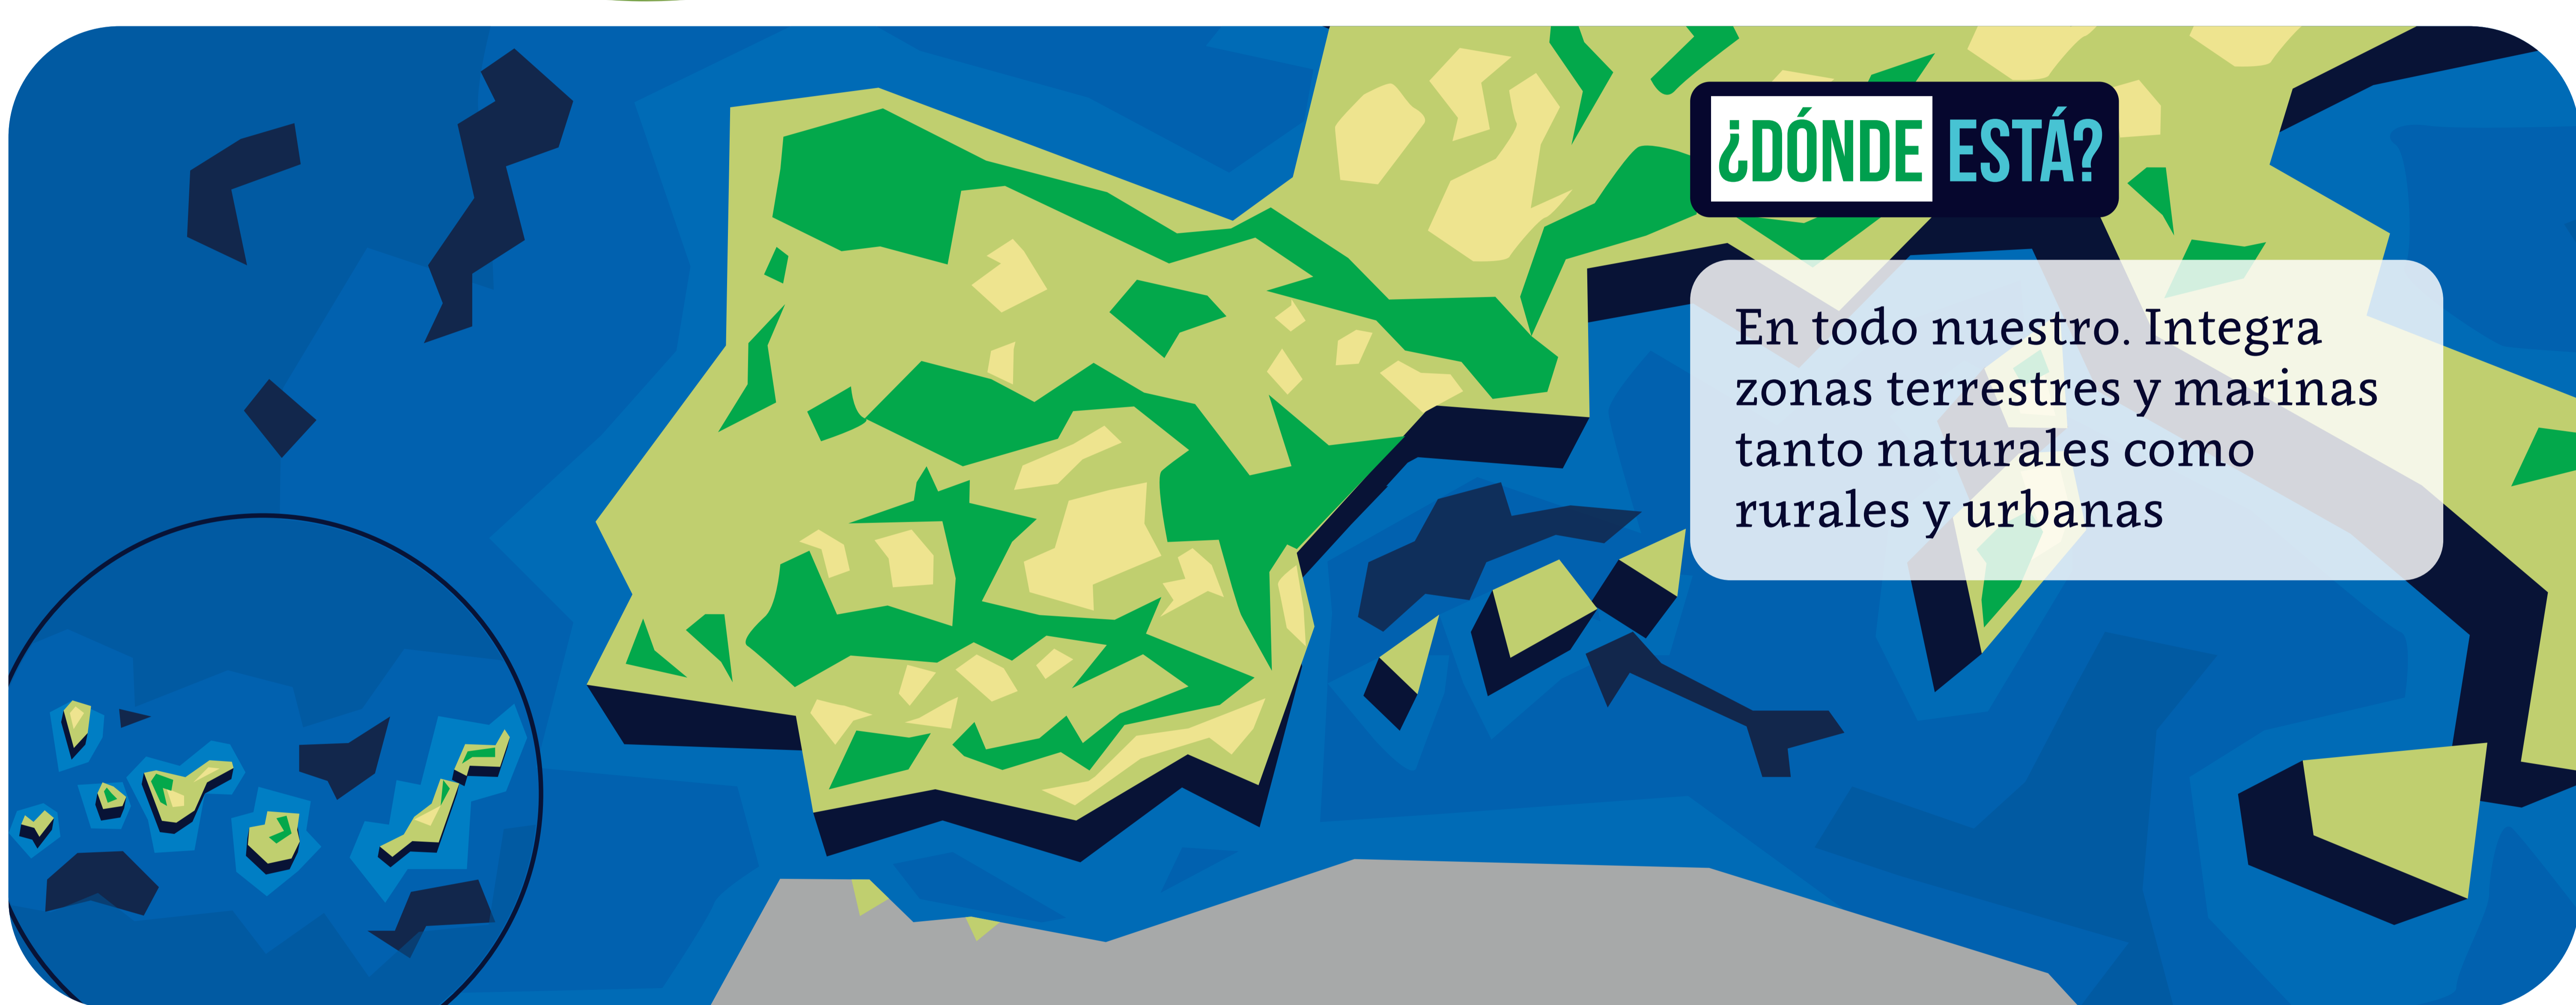 ¿DÓNDE ESTÁ?
En todo nuestro. Integra
zonas terrestres y marinas
tanto naturales como
rurales y urbanas